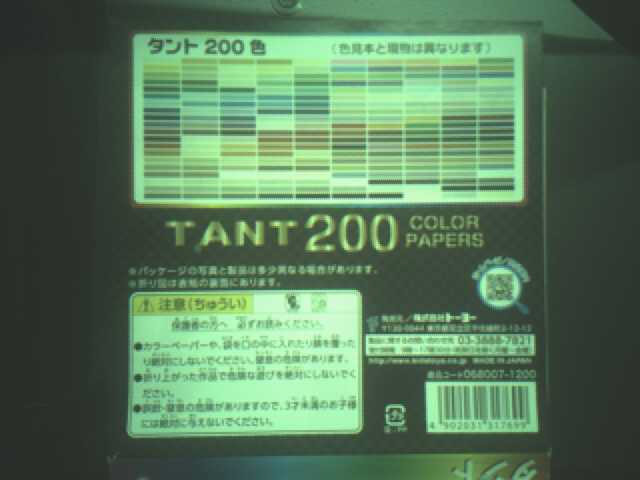 タント 200 色
(色見本と現物は異なります)
TANT 200 COLOR PAPERS
※パッケージの写真と製品は多少異なる場合があります。
※折り図は表紙の裏面にあります。
注意(ちゅうい)
保護者の方へ 必ずお読みください。
●カラーペーパーや、袋を口の中に入れたり頭を覆ったり絶対にしないでください。窒息の危険があります。
●折り上がった作品で危険な遊びを絶対にしないでください。
●誤飲・窒息の危険がありますので、3才未満のお子様には絶対に与えないでください。
発売元/株式会社トーヨー
03-3888-7821
MADE IN JAPAN
商品コード068007-1200
4 902031 317699